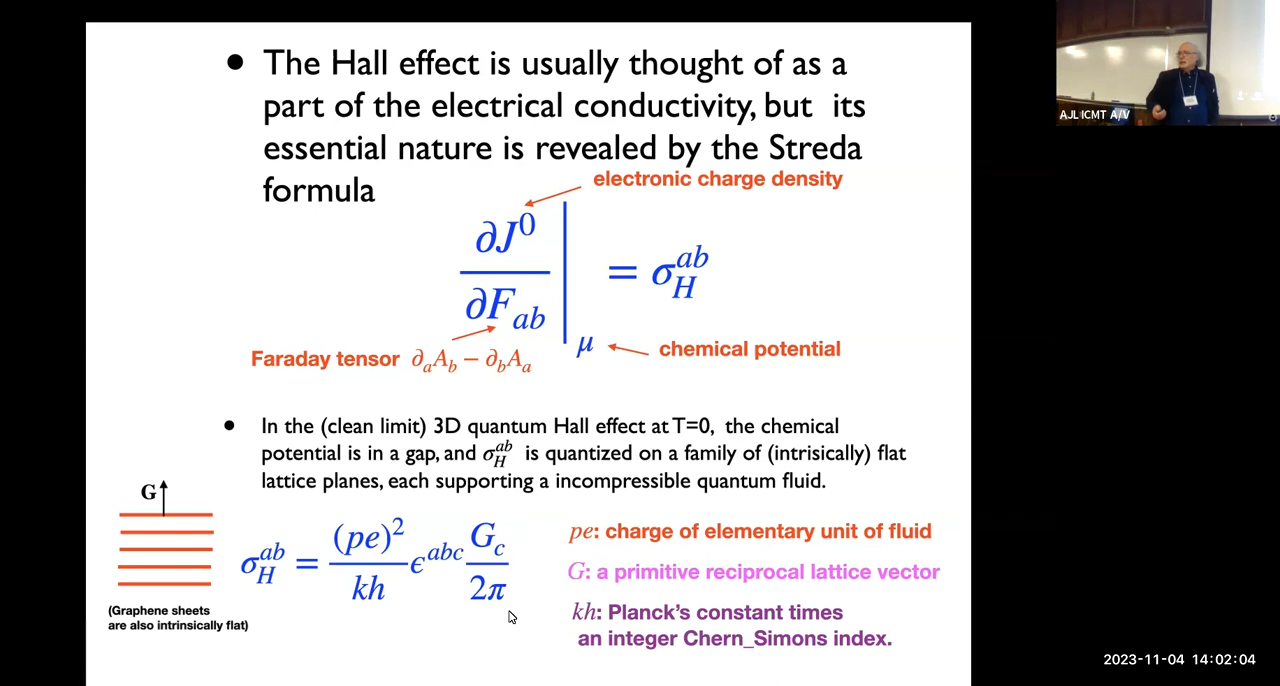 • The Hall effect is usually thought of as a
part of the electrical conductivity, but its
essential nature is revealed by the Streda
formula
electronic charge density
∂J⁰ / ∂F_ab |_μ = σ_H^ab
Faraday tensor ∂ₐA_b − ∂_bAₐ
chemical potential
• In the (clean limit) 3D quantum Hall effect at T=0, the chemical
potential is in a gap, and σ_H^ab is quantized on a family of (intrisically) flat
lattice planes, each supporting a incompressible quantum fluid.
G
σ_H^ab = (pe)² / kh ϵ^abc G_c / 2π
(Graphene sheets
are also intrinsically flat)
pe: charge of elementary unit of fluid
G: a primitive reciprocal lattice vector
kh: Planck's constant times
an integer Chern_Simons index.
AJL ICMT A/V
2023-11-04 14:02:04